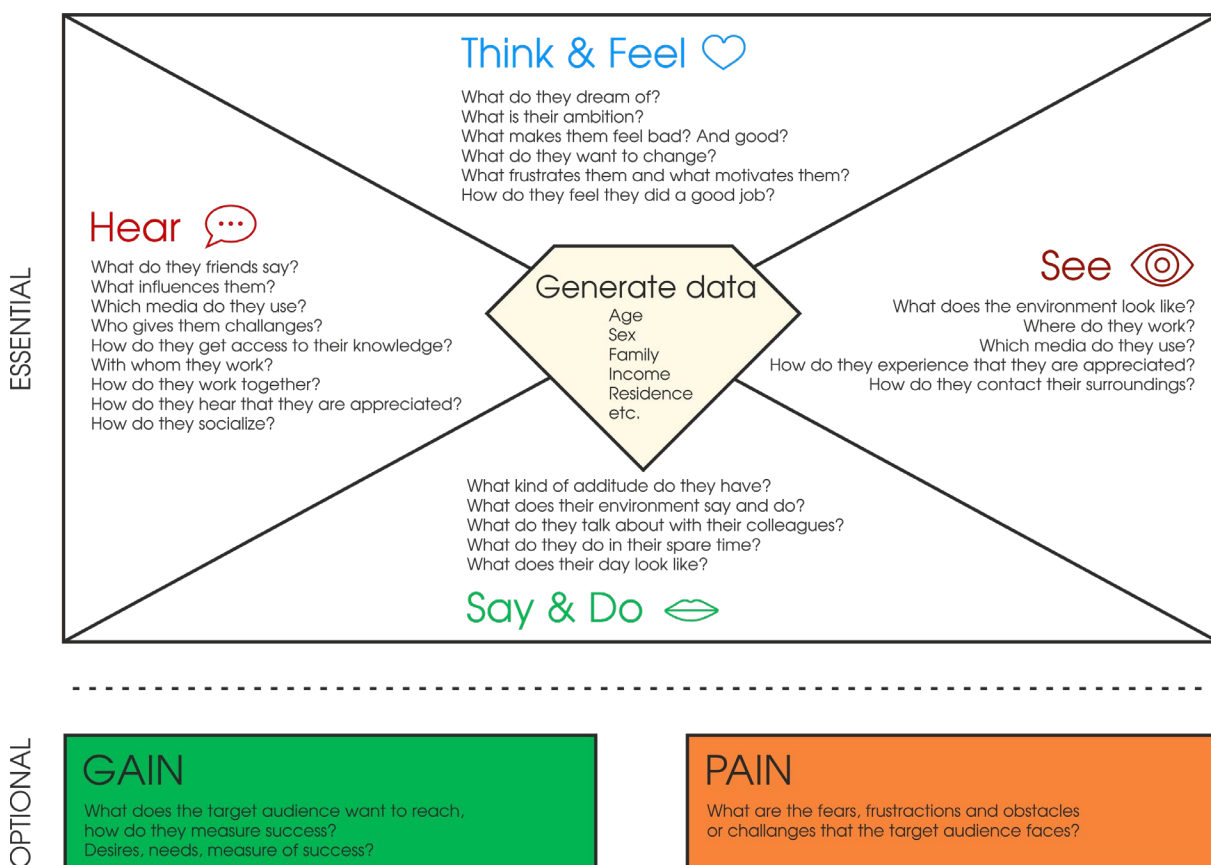 ESSENTIAL
Think & Feel
What do they dream of?
What is their ambition?
What makes them feel bad? And good?
What do they want to change?
What frustrates them and what motivates them?
How do they feel they did a good job?
Hear
What do they friends say?
What influences them?
Which media do they use?
Who gives them challanges?
How do they get access to their knowledge?
With whom they work?
How do they work together?
How do they hear that they are appreciated?
How do they socialize?
Generate data
Age
Sex
Family
Income
Residence
etc.
See
What does the environment look like?
Where do they work?
Which media do they use?
How do they experience that they are appreciated?
How do they contact their surroundings?
What kind of additude do they have?
What does their environment say and do?
What do they talk about with their colleagues?
What do they do in their spare time?
What does their day look like?
Say & Do
OPTIONAL
GAIN
What does the target audience want to reach,
how do they measure success?
Desires, needs, measure of success?
PAIN
What are the fears, frustractions and obstacles
or challanges that the target audience faces?